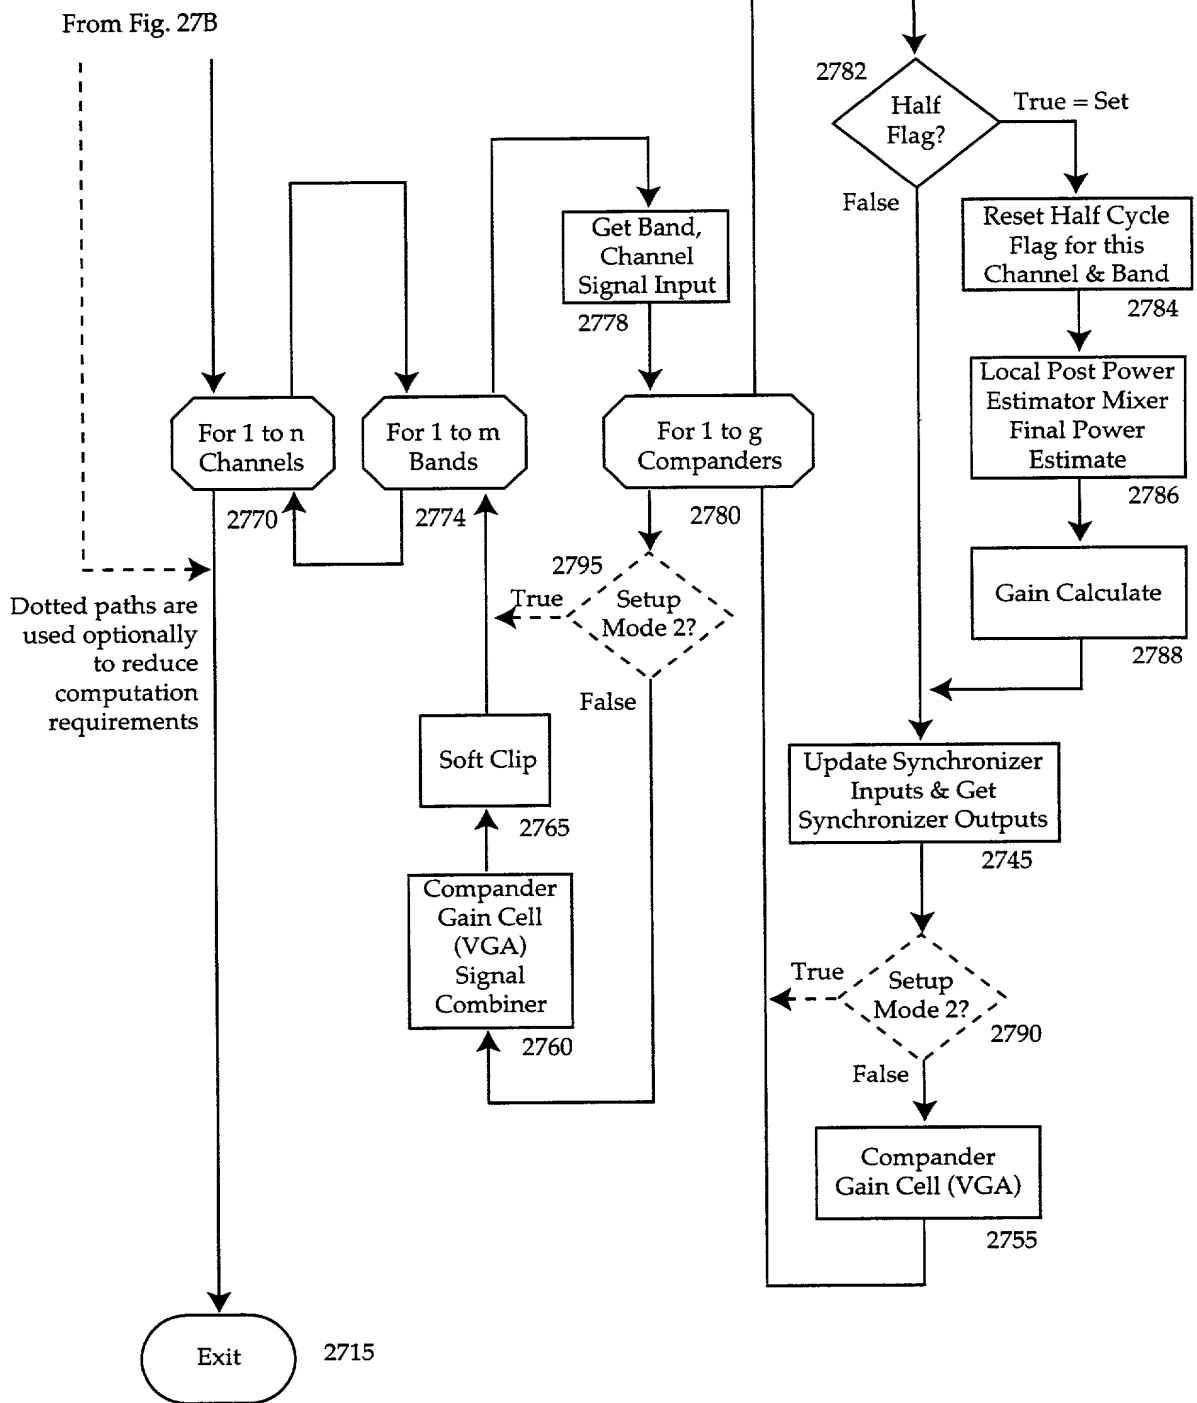 From Fig. 27B
2782
Half
Flag?
True = Set
False
Reset Half Cycle
Flag for this
Channel & Band
2784
Get Band,
Channel
Signal Input
2778
Local Post Power
Estimator Mixer
Final Power
Estimate
2786
For 1 to n
Channels
2770
For 1 to m
Bands
2774
For 1 to g
Companders
2780
2795
True
Setup
Mode 2?
False
Gain Calculate
2788
Dotted paths are
used optionally
to reduce
computation
requirements
Soft Clip
2765
Update Synchronizer
Inputs & Get
Synchronizer Outputs
2745
Compander
Gain Cell
(VGA)
Signal
Combiner
2760
True
Setup
Mode 2?
2790
False
Compander
Gain Cell (VGA)
2755
Exit
2715